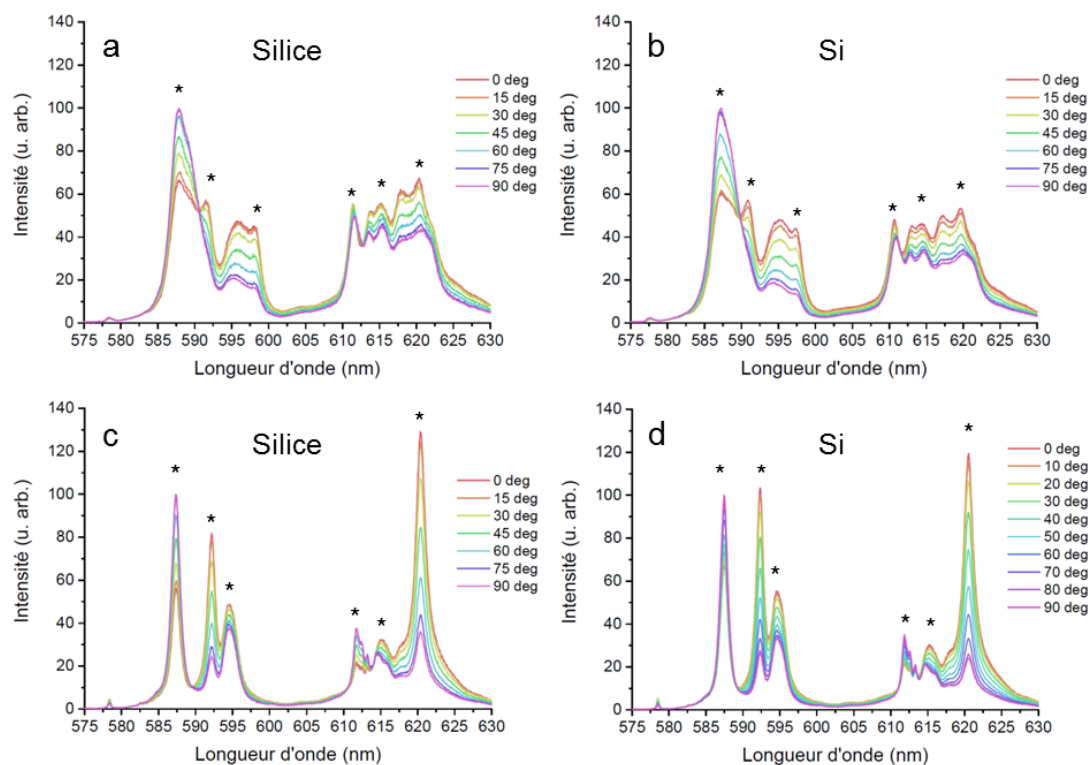 a
Silice
140
120
100
80
60
40
20
0
Intensité (u. arb.)
*
*
*
*
*
*
0 deg
15 deg
30 deg
45 deg
60 deg
75 deg
90 deg
575 580 585 590 595 600 605 610 615 620 625 630
Longueur d'onde (nm)
b
Si
140
120
100
80
60
40
20
0
Intensité (u. arb.)
*
*
*
*
*
*
0 deg
15 deg
30 deg
45 deg
60 deg
75 deg
90 deg
575 580 585 590 595 600 605 610 615 620 625 630
Longueur d'onde (nm)
c
Silice
140
120
100
80
60
40
20
0
Intensité (u. arb.)
*
*
*
*
*
*
0 deg
15 deg
30 deg
45 deg
60 deg
75 deg
90 deg
575 580 585 590 595 600 605 610 615 620 625 630
Longueur d'onde (nm)
d
Si
140
120
100
80
60
40
20
0
Intensité (u. arb.)
*
*
*
*
*
*
0 deg
10 deg
20 deg
30 deg
40 deg
50 deg
60 deg
70 deg
80 deg
90 deg
575 580 585 590 595 600 605 610 615 620 625 630
Longueur d'onde (nm)